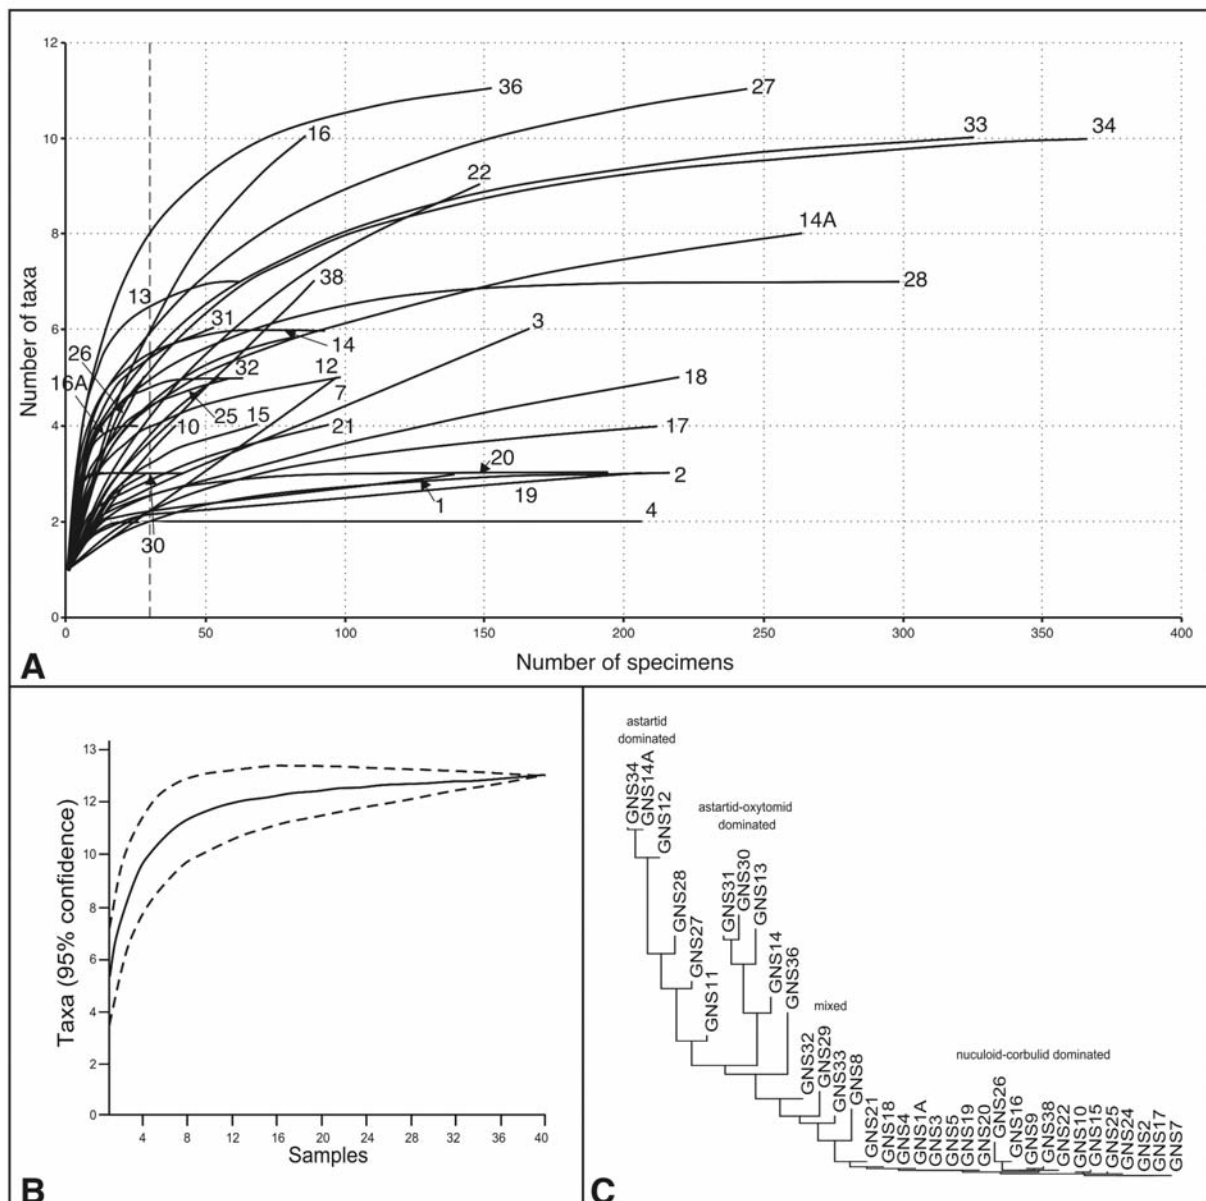 12
10
8
6
4
2
0
Number of taxa
36
16
27
33
34
22
14A
38
28
13
31
3
14
26
32
12
16A
7
18
25
15
10
21
17
20
2
1
19
4
30
0
50
100
150
200
250
300
350
400
Number of specimens
A
13
12
10
8
6
4
2
0
Taxa (95% confidence)
4
8
12
16
20
24
28
32
36
40
Samples
B
astartid
dominated
GNS34
GNS14A
GNS12
astartid-oxytomid
dominated
GNS28
GNS27
GNS11
GNS31
GNS30
GNS13
GNS14
GNS36
mixed
GNS32
GNS29
GNS33
GNS8
nuculoid-corbulid dominated
GNS21
GNS18
GNS4
GNS1A
GNS3
GNS5
GNS19
GNS20
GNS26
GNS16
GNS9
GNS38
GNS22
GNS10
GNS15
GNS25
GNS24
GNS2
GNS17
GNS7
C